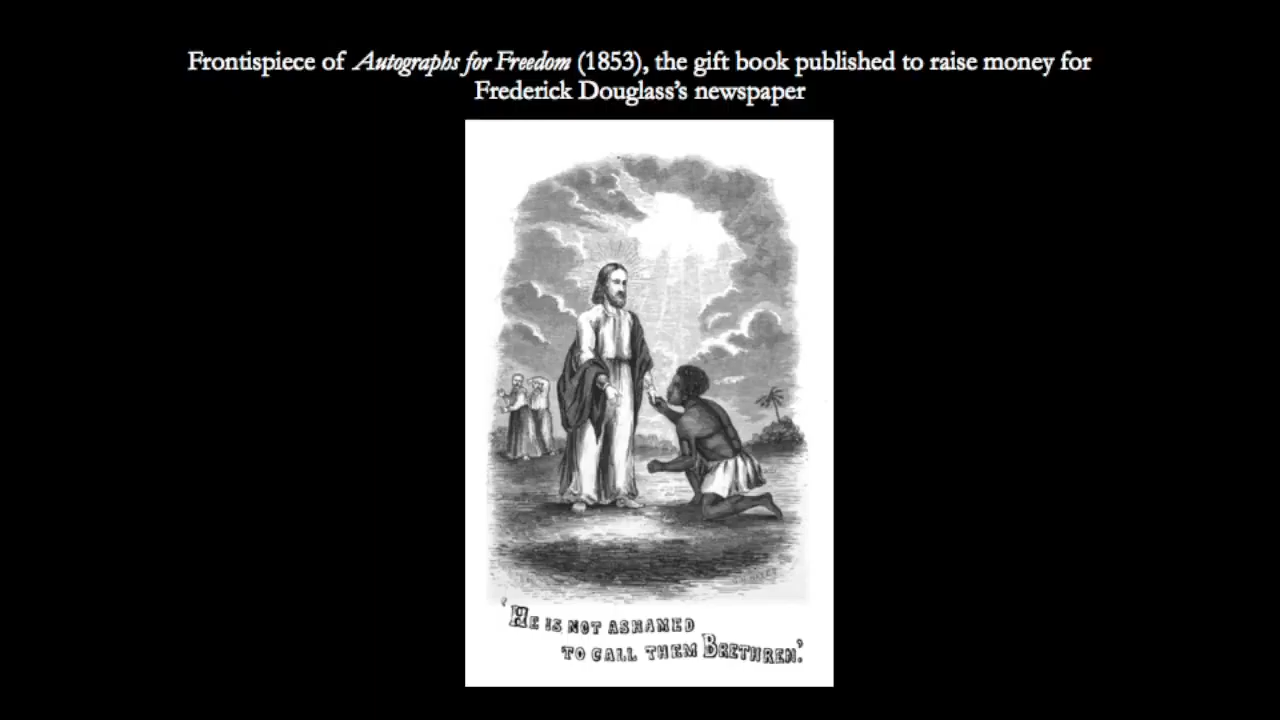 Frontispiece of Autographs for Freedom (1853), the gift book published to raise money for
Frederick Douglass's newspaper
'HE IS NOT ASHAMED
TO CALL THEM BRETHREN.'